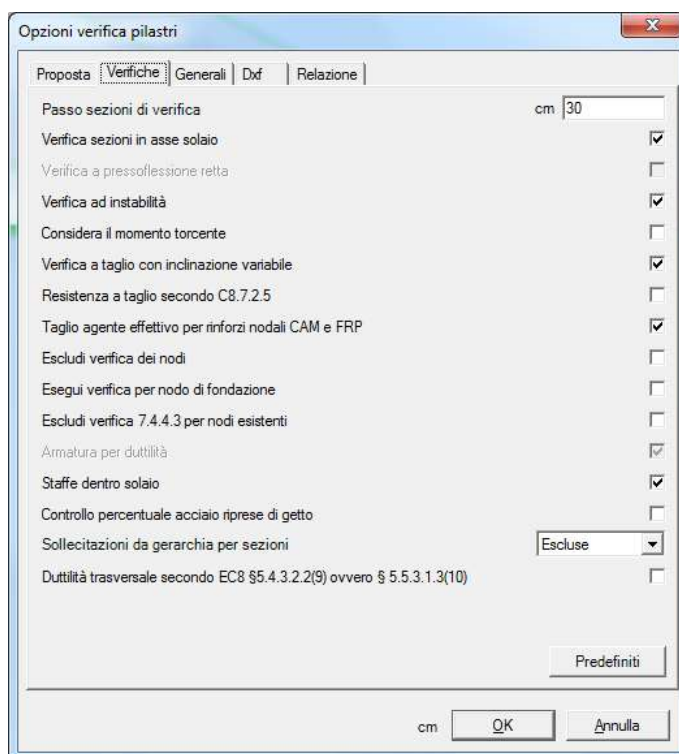 Opzioni verifica pilastri
Proposta Verifiche Generali Dxf Relazione
Passo sezioni di verifica cm 30
Verifica sezioni in asse solaio
Verifica a pressoflessione retta
Verifica ad instabilità
Considera il momento torcente
Verifica a taglio con inclinazione variabile
Resistenza a taglio secondo C8.7.2.5
Taglio agente effettivo per rinforzi nodali CAM e FRP
Escludi verifica dei nodi
Esegui verifica per nodo di fondazione
Escludi verifica 7.4.4.3 per nodi esistenti
Armatura per duttilità
Staffe dentro solaio
Controllo percentuale acciaio riprese di getto
Sollecitazioni da gerarchia per sezioni Escluse
Duttilità trasversale secondo EC8 §5.4.3.2.2(9) ovvero § 5.5.3.1.3(10)
Predefiniti
cm OK Annulla